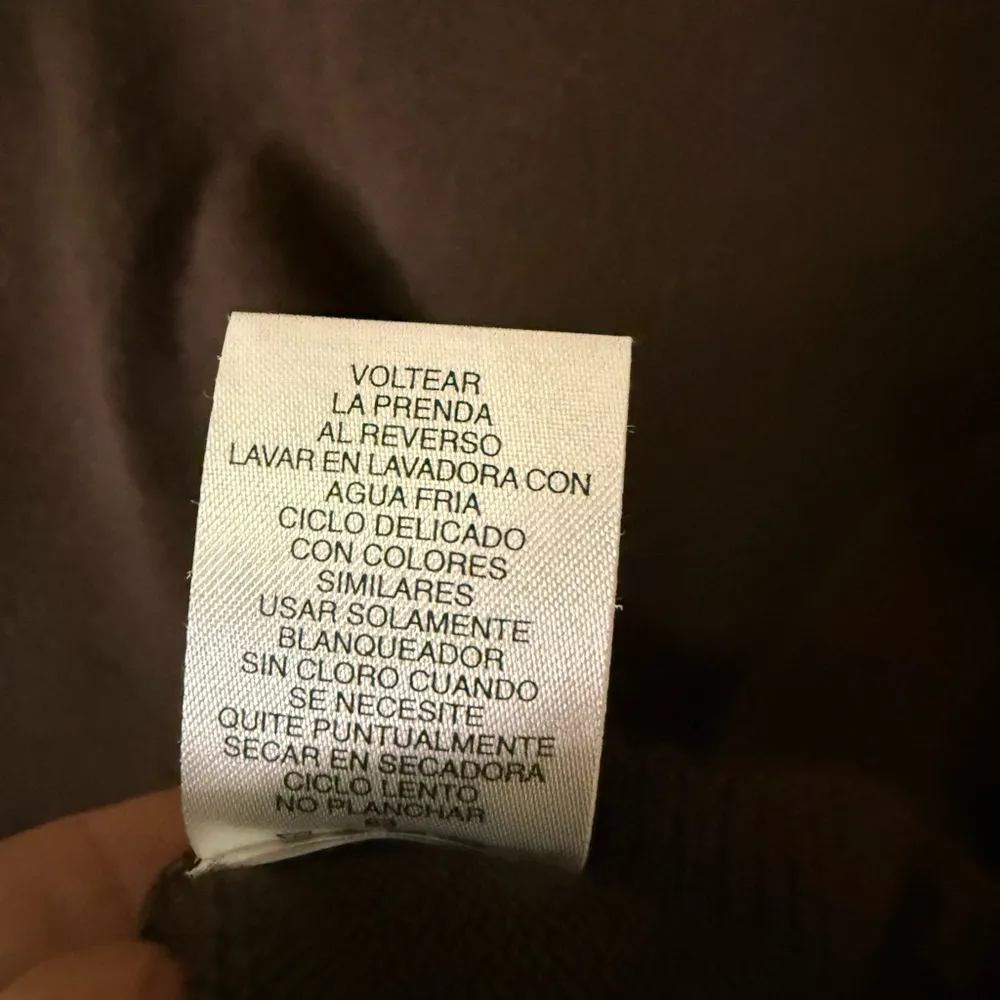 VOLTEAR
LA PRENDA
AL REVERSO
LAVAR EN LAVADORA CON
AGUA FRIA
CICLO DELICADO
CON COLORES
SIMILARES
USAR SOLAMENTE
BLANQUEADOR
SIN CLORO CUANDO
SE NECESITE
QUITE PUNTUALMENTE
SECAR EN SECADORA
CICLO LENTO
NO PLANCHAR